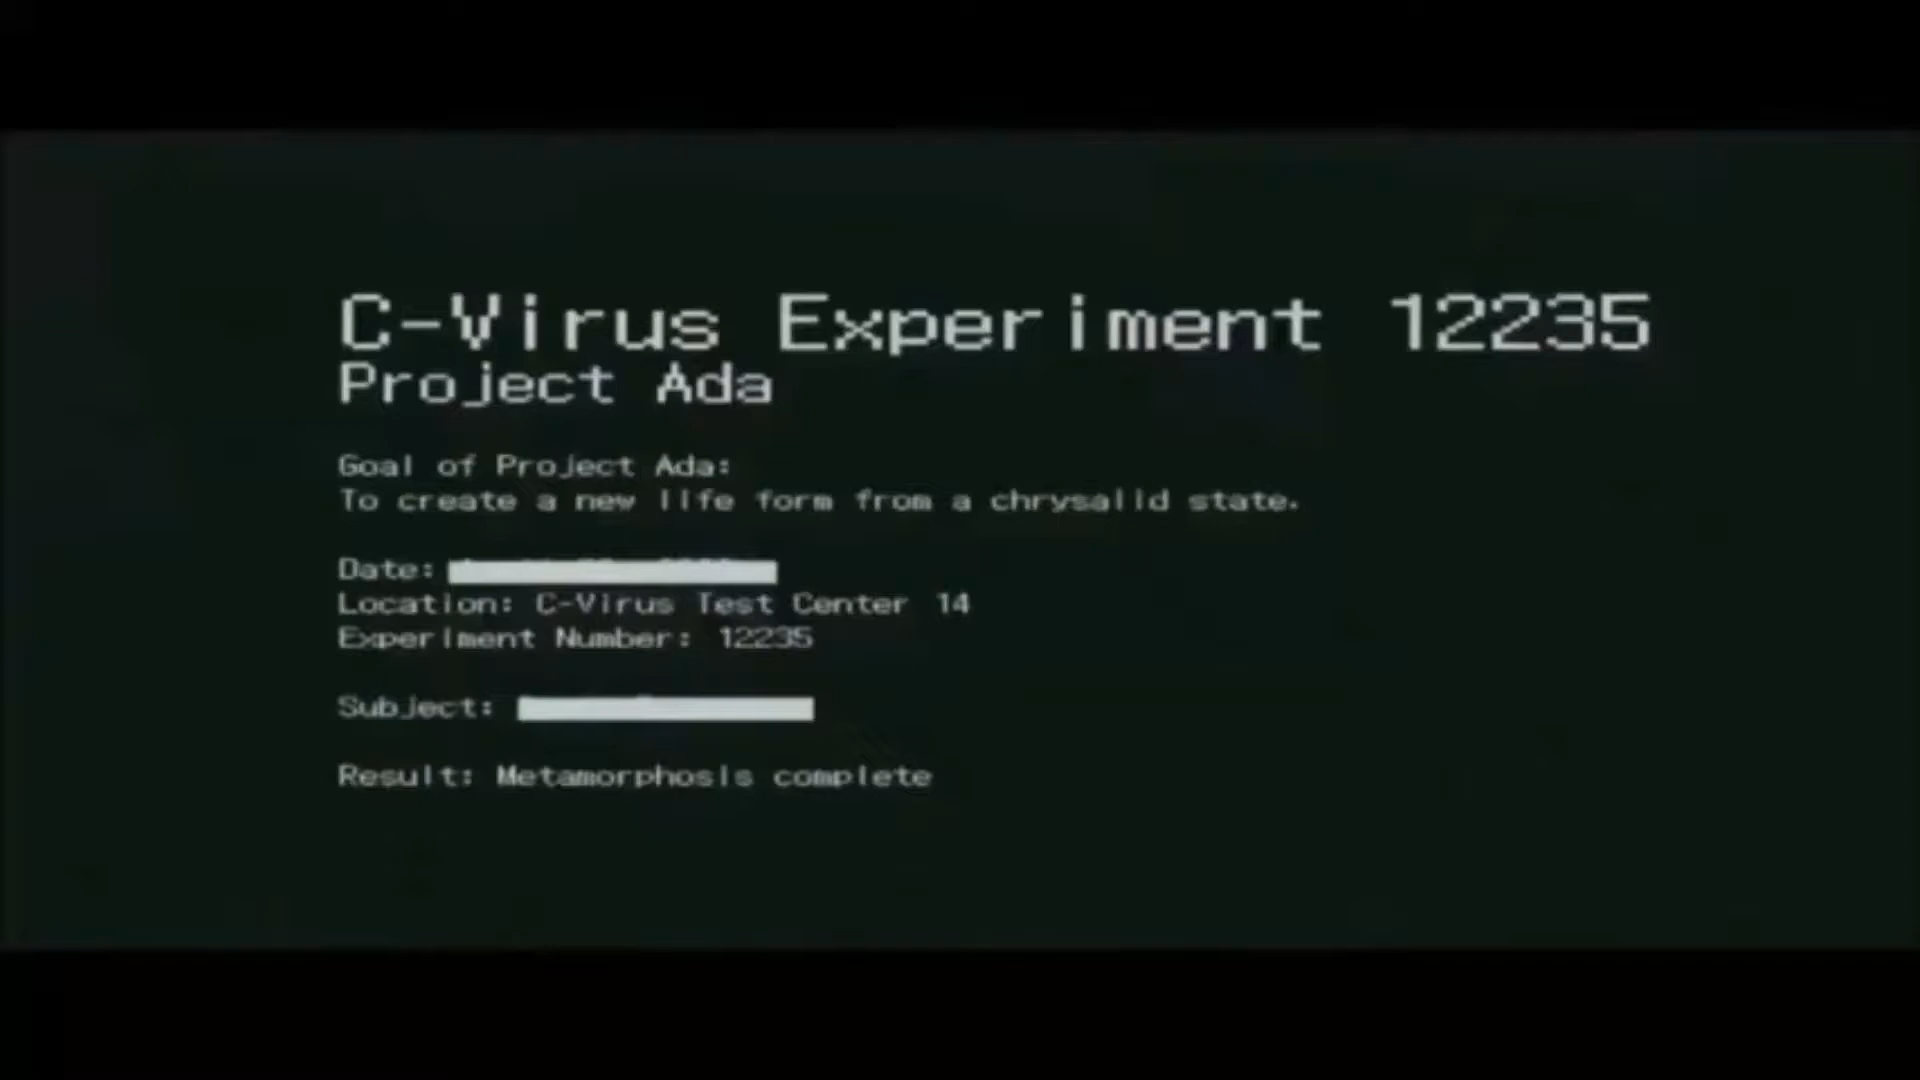 C-Virus Experiment 12235
Project Ada
Goal of Project Ada:
To create a new life form from a chrysalid state.
Date:
Location: C-Virus Test Center 14
Experiment Number: 12235
Subject:
Result: Metamorphosis complete